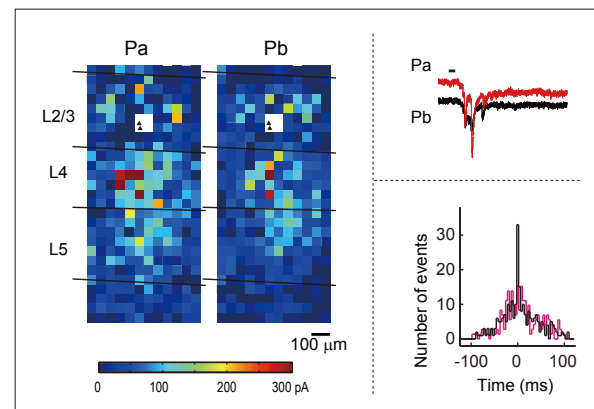 Pa Pb
L2/3
L4
L5
100 μm
0 100 200 300 pA
Pa
Pb
Number of events
30
20
10
0
-100 0 100
Time (ms)